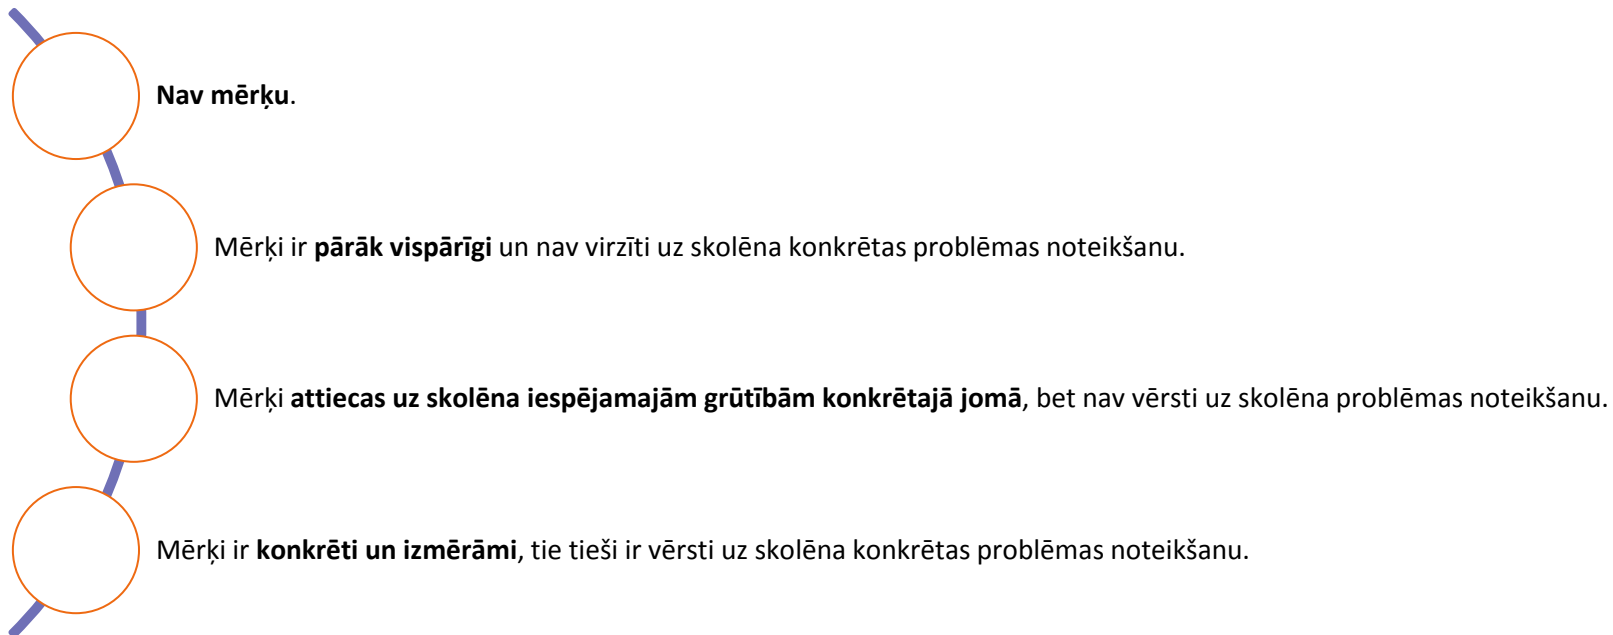 Nav mērķu.
Mērķi ir pārāk vispārīgi un nav virzīti uz skolēna konkrētas problēmas noteikšanu.
Mērķi attiecas uz skolēna iespējamajām grūtībām konkrētajā jomā, bet nav vērsti uz skolēna problēmas noteikšanu.
Mērķi ir konkrēti un izmērāmi, tie tieši ir vērsti uz skolēna konkrētas problēmas noteikšanu.